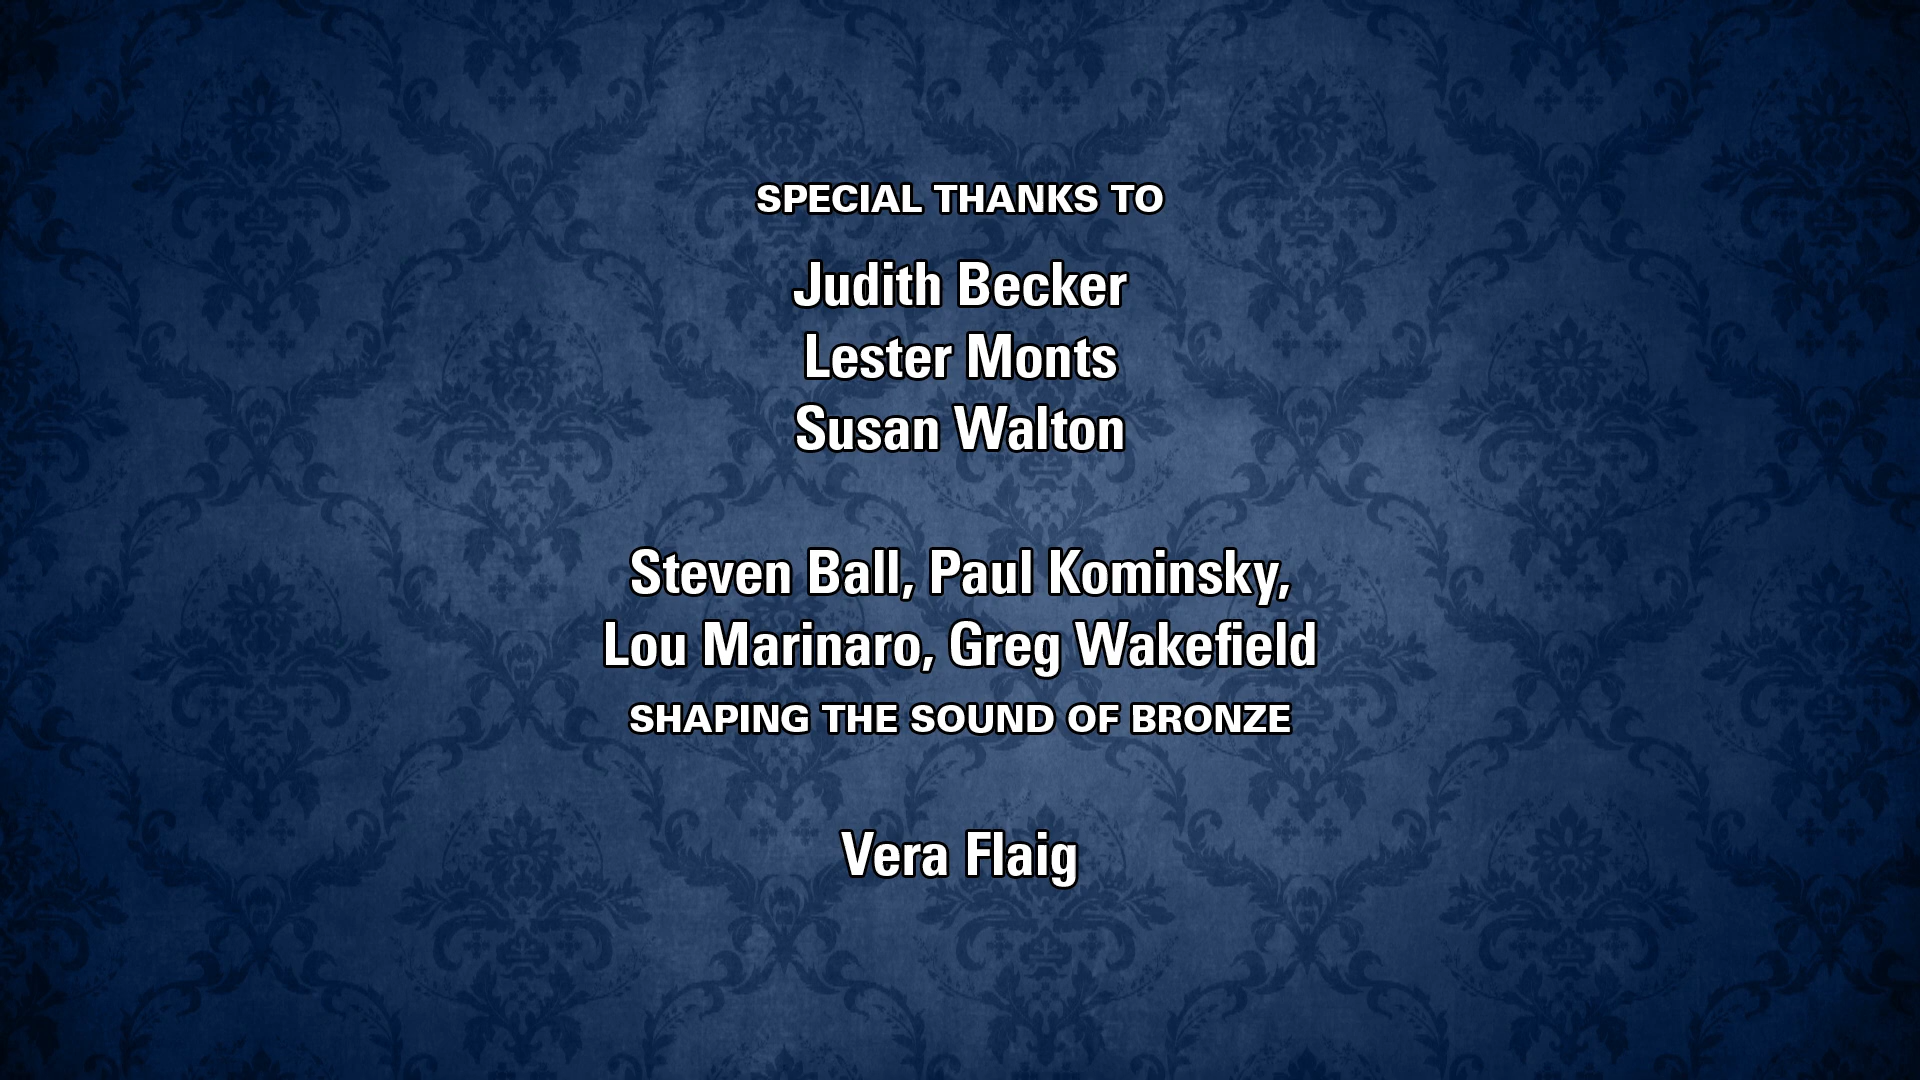 SPECIAL THANKS TO
Judith Becker
Lester Monts
Susan Walton
Steven Ball, Paul Kominsky,
Lou Marinaro, Greg Wakefield
SHAPING THE SOUND OF BRONZE
Vera Flaig